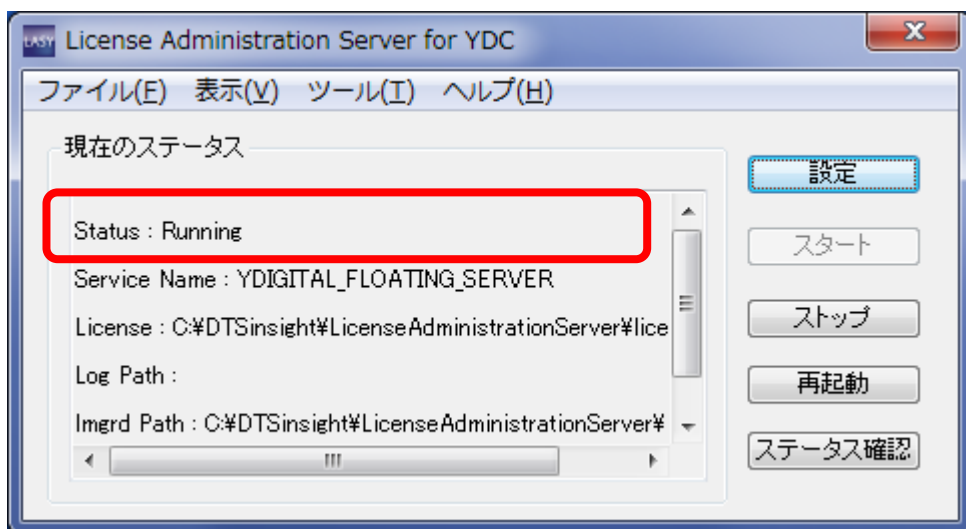 EASY License Administration Server for YDC
ファイル(F) 表示(V) ツール(T) ヘルプ(H)
現在のステータス
設定
Status : Running
スタート
Service Name : YDIGITAL_FLOATING_SERVER
License : C:¥DTSinsight¥LicenseAdministrationServer¥lice
ストップ
Log Path :
再起動
lmgrd Path : C:¥DTSinsight¥LicenseAdministrationServer¥
ステータス確認